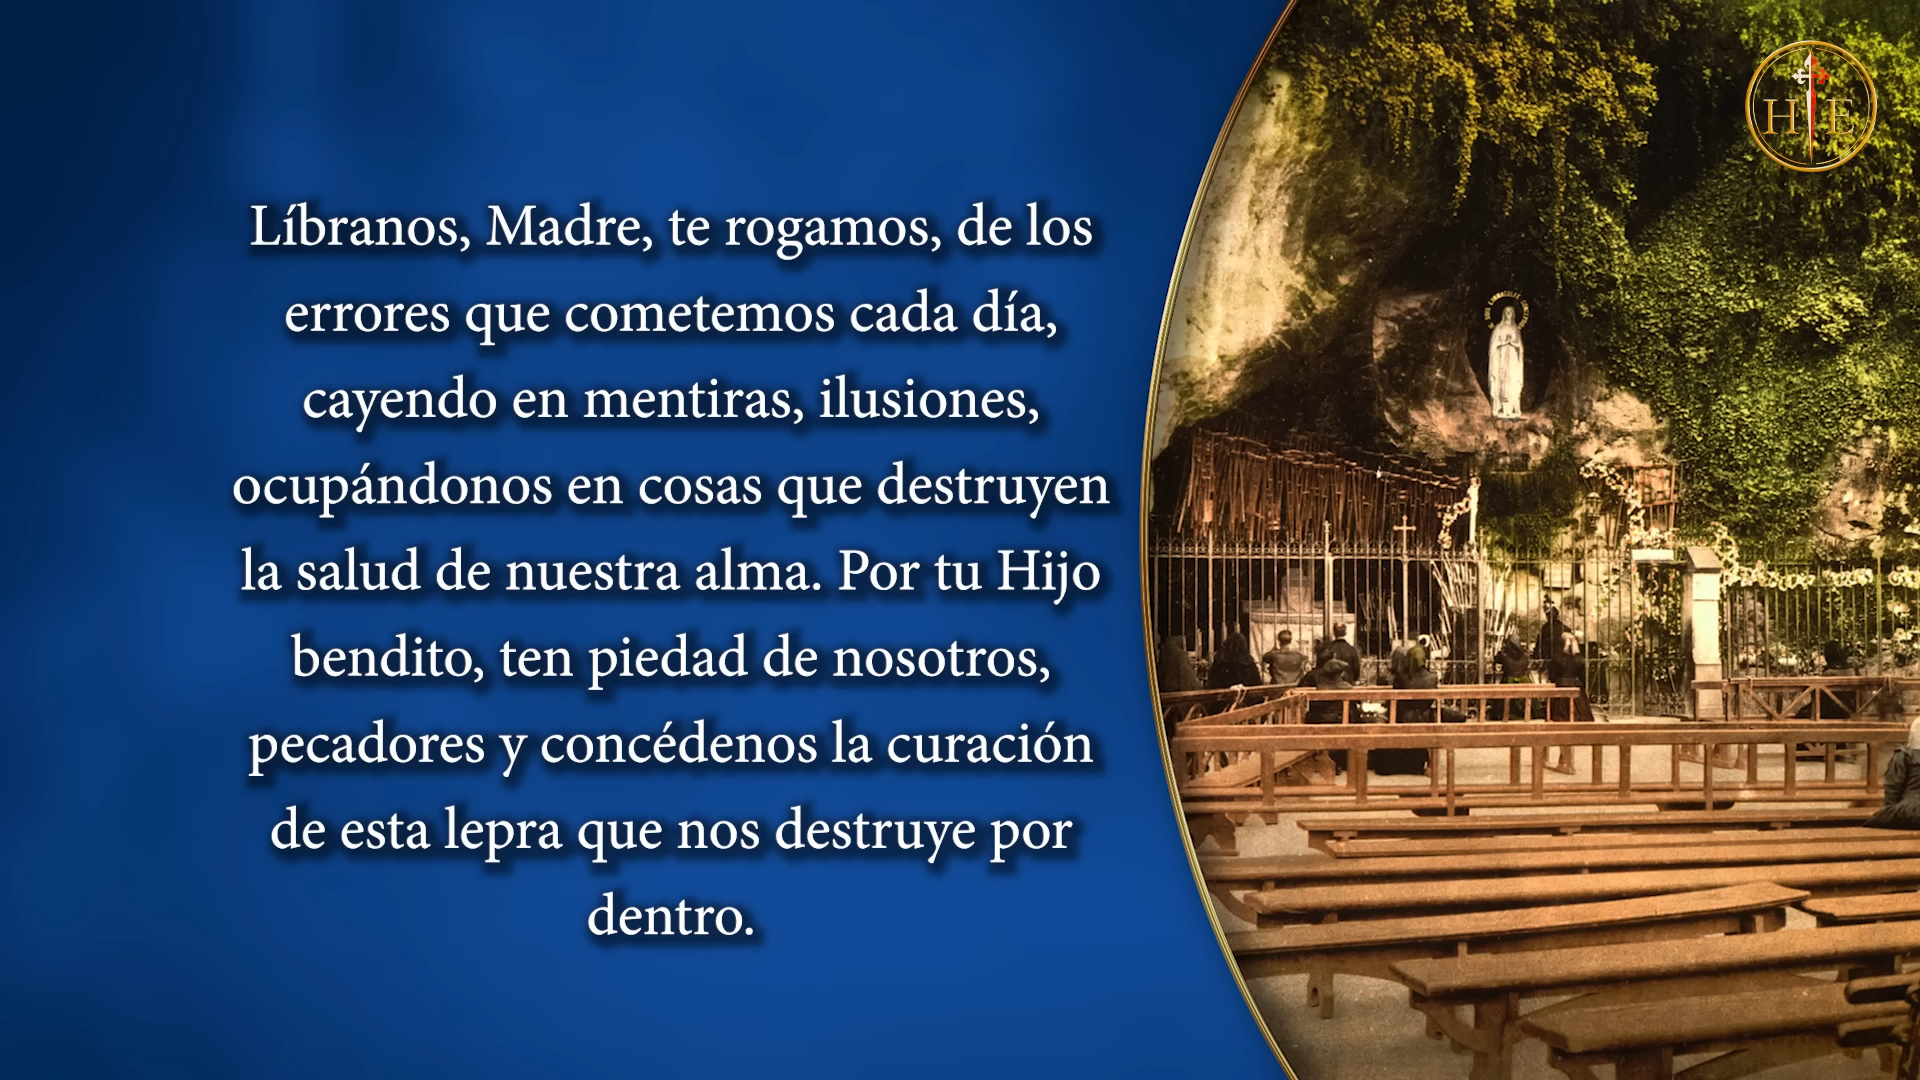 Líbranos, Madre, te rogamos, de los
errores que cometemos cada día,
cayendo en mentiras, ilusiones,
ocupándonos en cosas que destruyen
la salud de nuestra alma. Por tu Hijo
bendito, ten piedad de nosotros,
pecadores y concédenos la curación
de esta lepra que nos destruye por
dentro.
H E